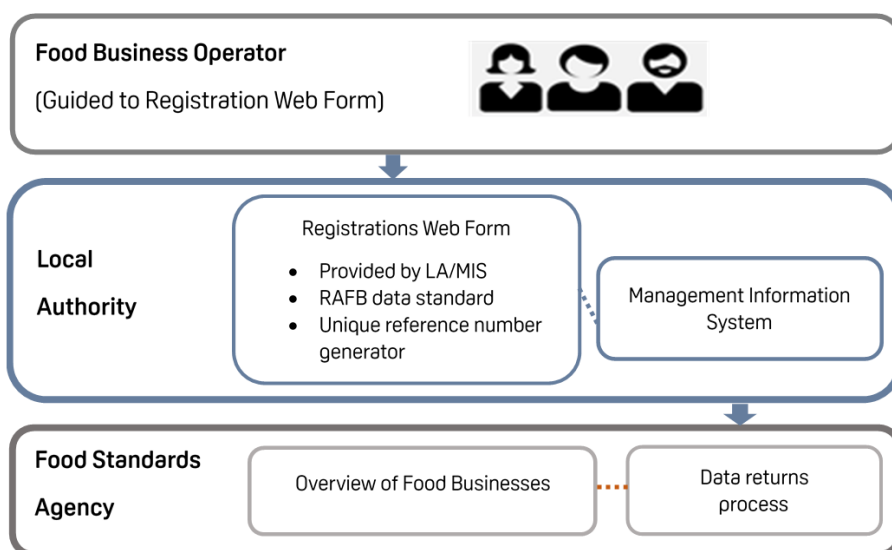 Food Business Operator
(Guided to Registration Web Form)
Local
Authority
Registrations Web Form
• Provided by LA/MIS
• RAFB data standard
• Unique reference number
generator
Management Information
System
Food Standards
Agency
Overview of Food Businesses
Data returns
process